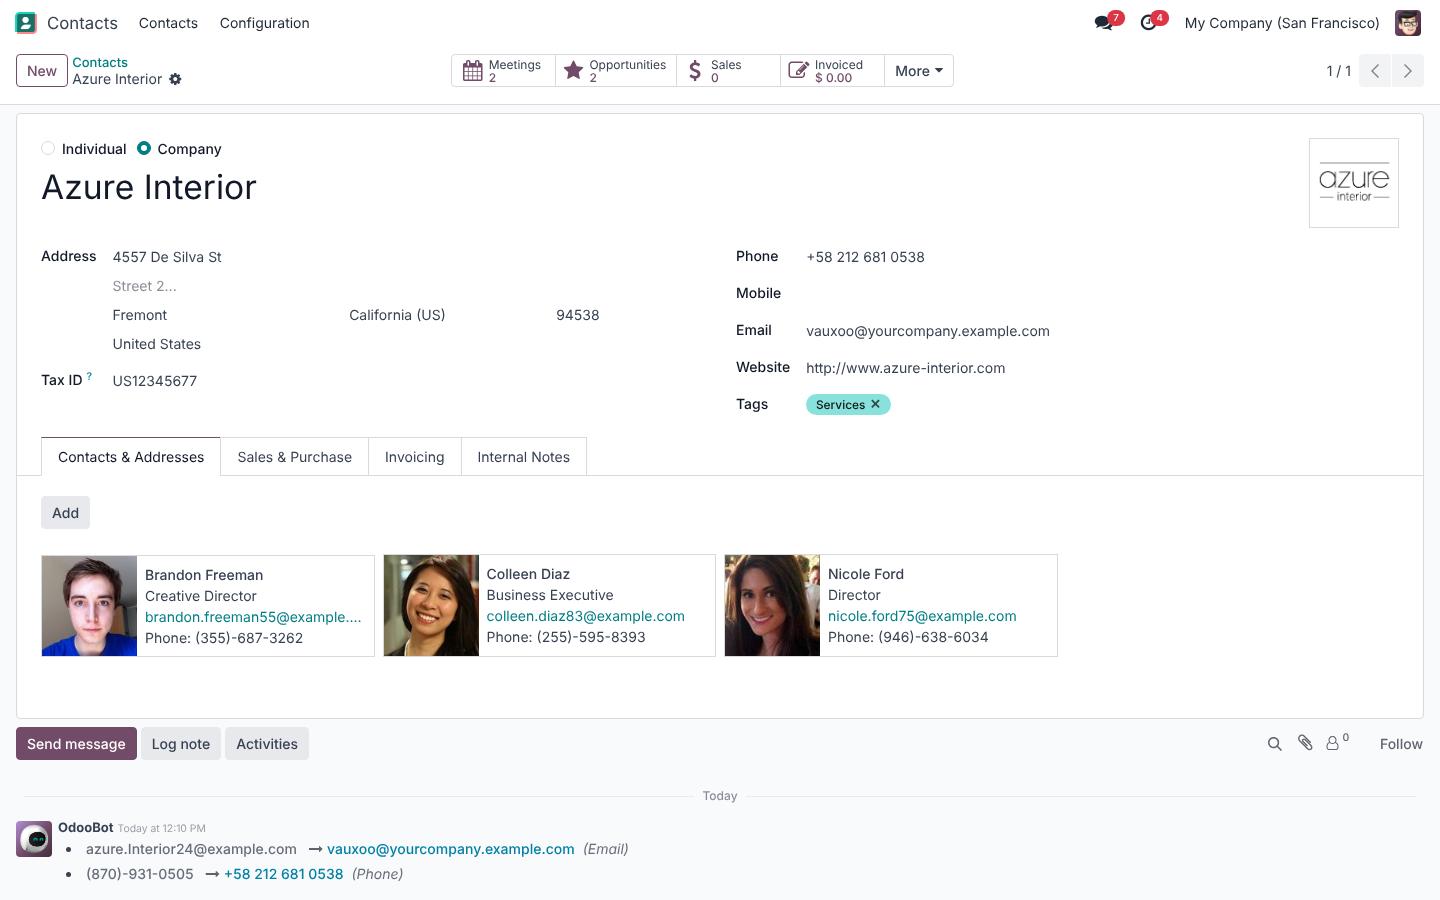 Contacts Contacts Configuration 7 4 My Company (San Francisco)
New Contacts
Azure Interior
Meetings 2
Opportunities 2
Sales 0
Invoiced $ 0.00
More
1 / 1
Individual Company
Azure Interior
azure
interior
Address 4557 De Silva St
Street 2...
Fremont California (US) 94538
United States
Tax ID ? US12345677
Phone +58 212 681 0538
Mobile
Email vauxoo@yourcompany.example.com
Website http://www.azure-interior.com
Tags Services ✕
Contacts & Addresses Sales & Purchase Invoicing Internal Notes
Add
Brandon Freeman
Creative Director
brandon.freeman55@example....
Phone: (355)-687-3262
Colleen Diaz
Business Executive
colleen.diaz83@example.com
Phone: (255)-595-8393
Nicole Ford
Director
nicole.ford75@example.com
Phone: (946)-638-6034
Send message Log note Activities 0 Follow
Today
OdooBot Today at 12:10 PM
• azure.Interior24@example.com → vauxoo@yourcompany.example.com (Email)
• (870)-931-0505 → +58 212 681 0538 (Phone)